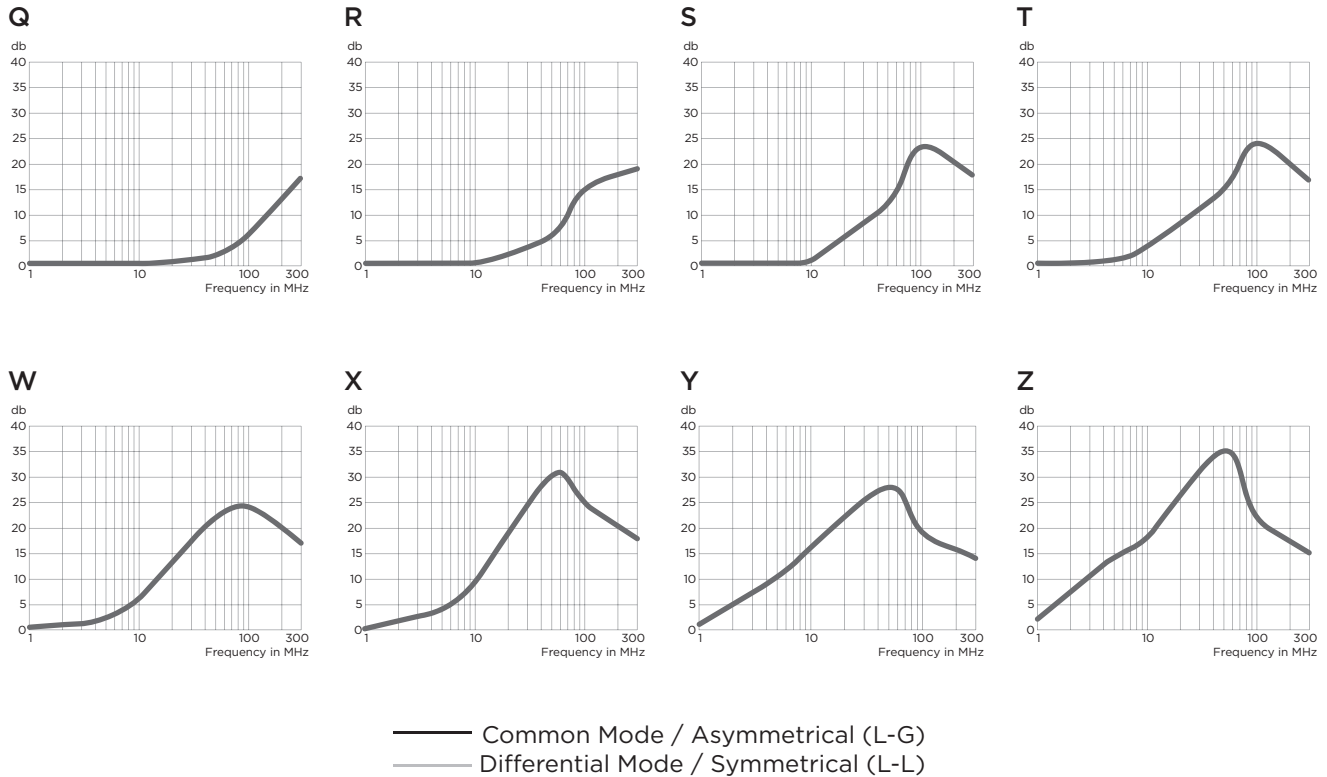 Q
db
40
35
30
25
20
15
10
5
0
1 10 100 300
Frequency in MHz
R
db
40
35
30
25
20
15
10
5
0
1 10 100 300
Frequency in MHz
S
db
40
35
30
25
20
15
10
5
0
1 10 100 300
Frequency in MHz
T
db
40
35
30
25
20
15
10
5
0
1 10 100 300
Frequency in MHz
W
db
40
35
30
25
20
15
10
5
0
1 10 100 300
Frequency in MHz
X
db
40
35
30
25
20
15
10
5
0
1 10 100 300
Frequency in MHz
Y
db
40
35
30
25
20
15
10
5
0
1 10 100 300
Frequency in MHz
Z
db
40
35
30
25
20
15
10
5
0
1 10 100 300
Frequency in MHz
Common Mode / Asymmetrical (L-G)
Differential Mode / Symmetrical (L-L)